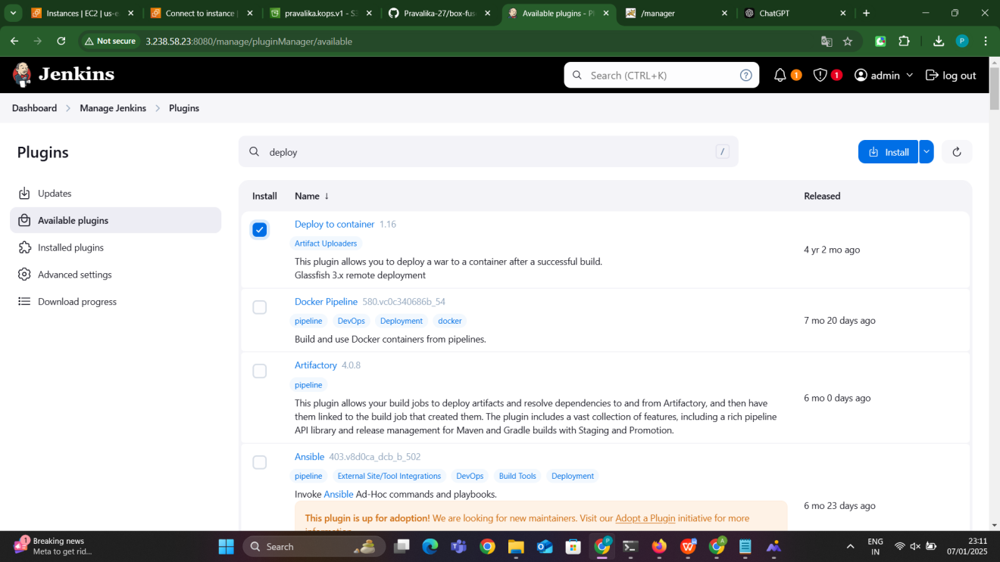 Instances | EC2 | us-e
Connect to instance |
pravalika.kops.v1 - S3
Pravalika-27/box-fus
Available plugins - Pl
/manager
ChatGPT
Not secure
3.238.58.23:8080/manage/pluginManager/available
P
Jenkins
Search (CTRL+K)
?
1
1
admin
log out
Dashboard
Manage Jenkins
Plugins
Plugins
deploy
/
Install
Updates
Available plugins
Installed plugins
Advanced settings
Download progress
Install
Name ↓
Released
Deploy to container 1.16
Artifact Uploaders
This plugin allows you to deploy a war to a container after a successful build.
Glassfish 3.x remote deployment
4 yr 2 mo ago
Docker Pipeline 580.vc0c340686b_54
pipeline DevOps Deployment docker
Build and use Docker containers from pipelines.
7 mo 20 days ago
Artifactory 4.0.8
pipeline
This plugin allows your build jobs to deploy artifacts and resolve dependencies to and from Artifactory, and then have
them linked to the build job that created them. The plugin includes a vast collection of features, including a rich pipeline
API library and release management for Maven and Gradle builds with Staging and Promotion.
6 mo 0 days ago
Ansible 403.v8d0ca_dcb_b_502
pipeline External Site/Tool Integrations DevOps Build Tools Deployment
Invoke Ansible Ad-Hoc commands and playbooks.
This plugin is up for adoption! We are looking for new maintainers. Visit our Adopt a Plugin initiative for more
information.
6 mo 23 days ago
1
Breaking news
Meta to get rid...
Search
ENG
IN
23:11
07/01/2025